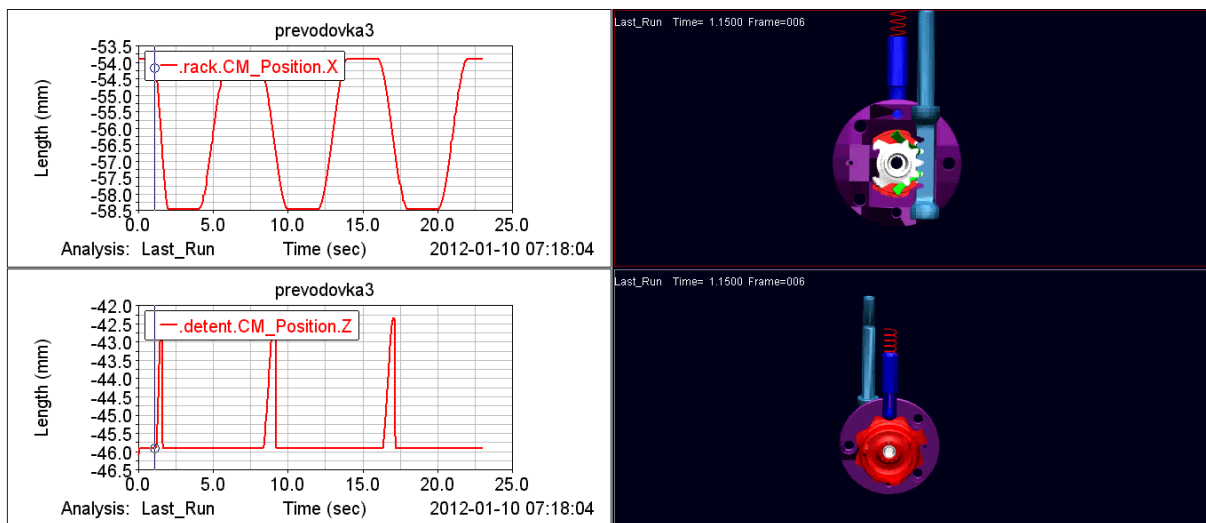 prevodovka3
-53.5
-54.0
-54.5
-55.0
-55.5
-56.0
-56.5
-57.0
-57.5
-58.0
-58.5
Length (mm)
.rack.CM_Position.X
0.0 5.0 10.0 15.0 20.0 25.0
Analysis: Last_Run Time (sec) 2012-01-10 07:18:04
Last_Run Time= 1.1500 Frame=006
prevodovka3
-42.0
-42.5
-43.0
-43.5
-44.0
-44.5
-45.0
-45.5
-46.0
-46.5
Length (mm)
.detent.CM_Position.Z
0.0 5.0 10.0 15.0 20.0 25.0
Analysis: Last_Run Time (sec) 2012-01-10 07:18:04
Last_Run Time= 1.1500 Frame=006